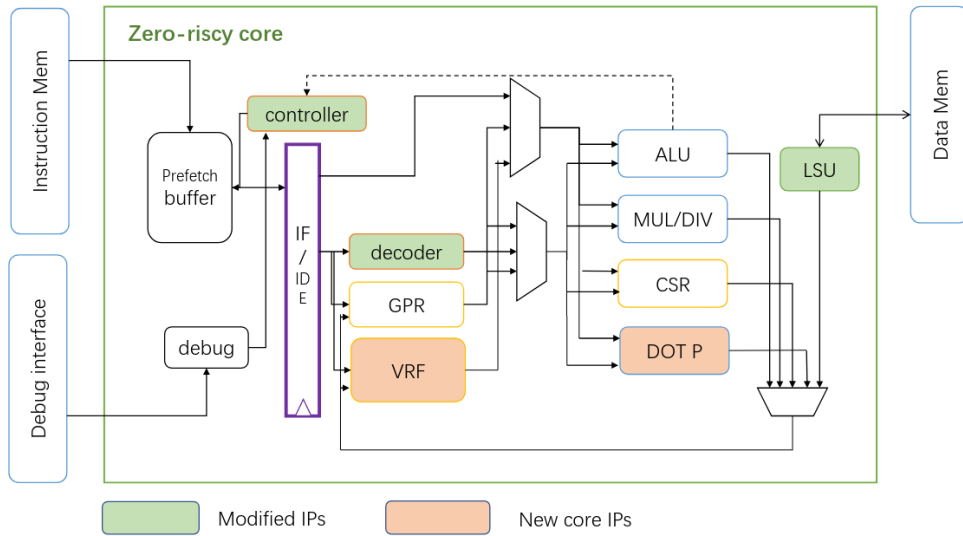 Zero-riscy core
Instruction Mem
Debug interface
controller
Prefetch
buffer
debug
IF
/
ID
E
decoder
GPR
VRF
ALU
MUL/DIV
CSR
DOT P
LSU
Data Mem
Modified IPs
New core IPs